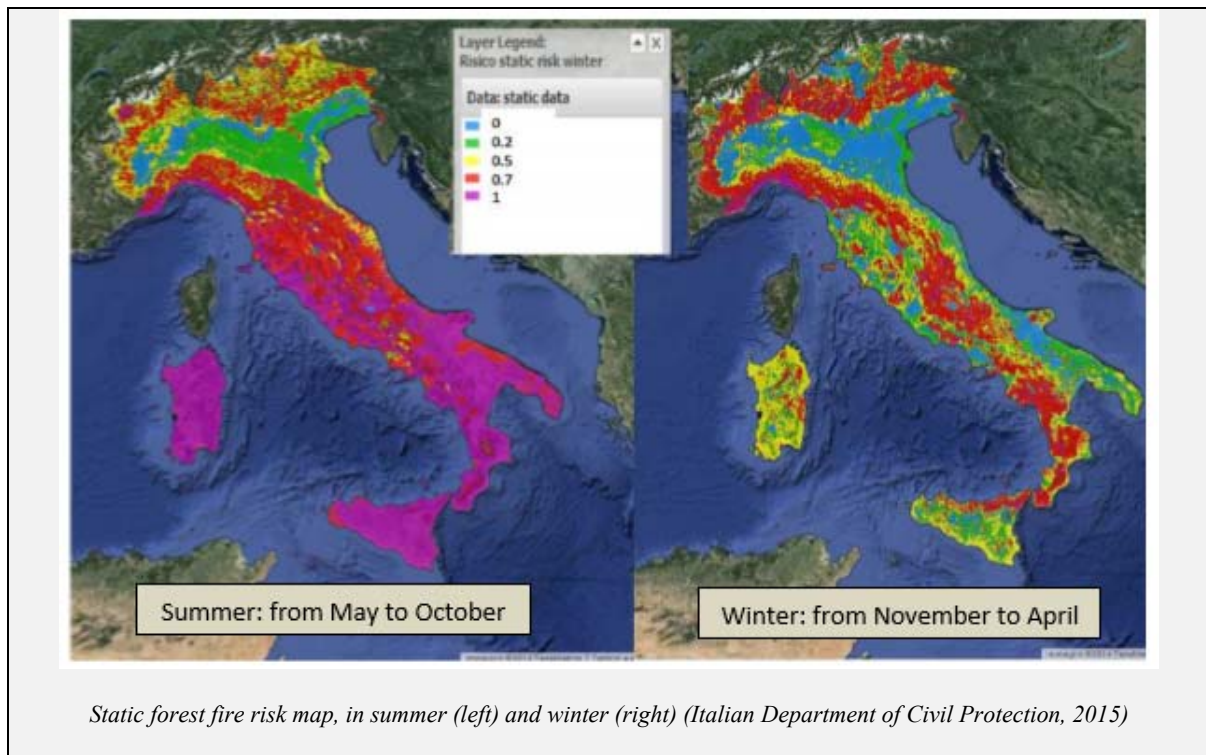 Layer Legend:
Risico static risk winter
X
Data: static data
0
0.2
0.5
0.7
1
Summer: from May to October
Winter: from November to April
Static forest fire risk map, in summer (left) and winter (right) (Italian Department of Civil Protection, 2015)